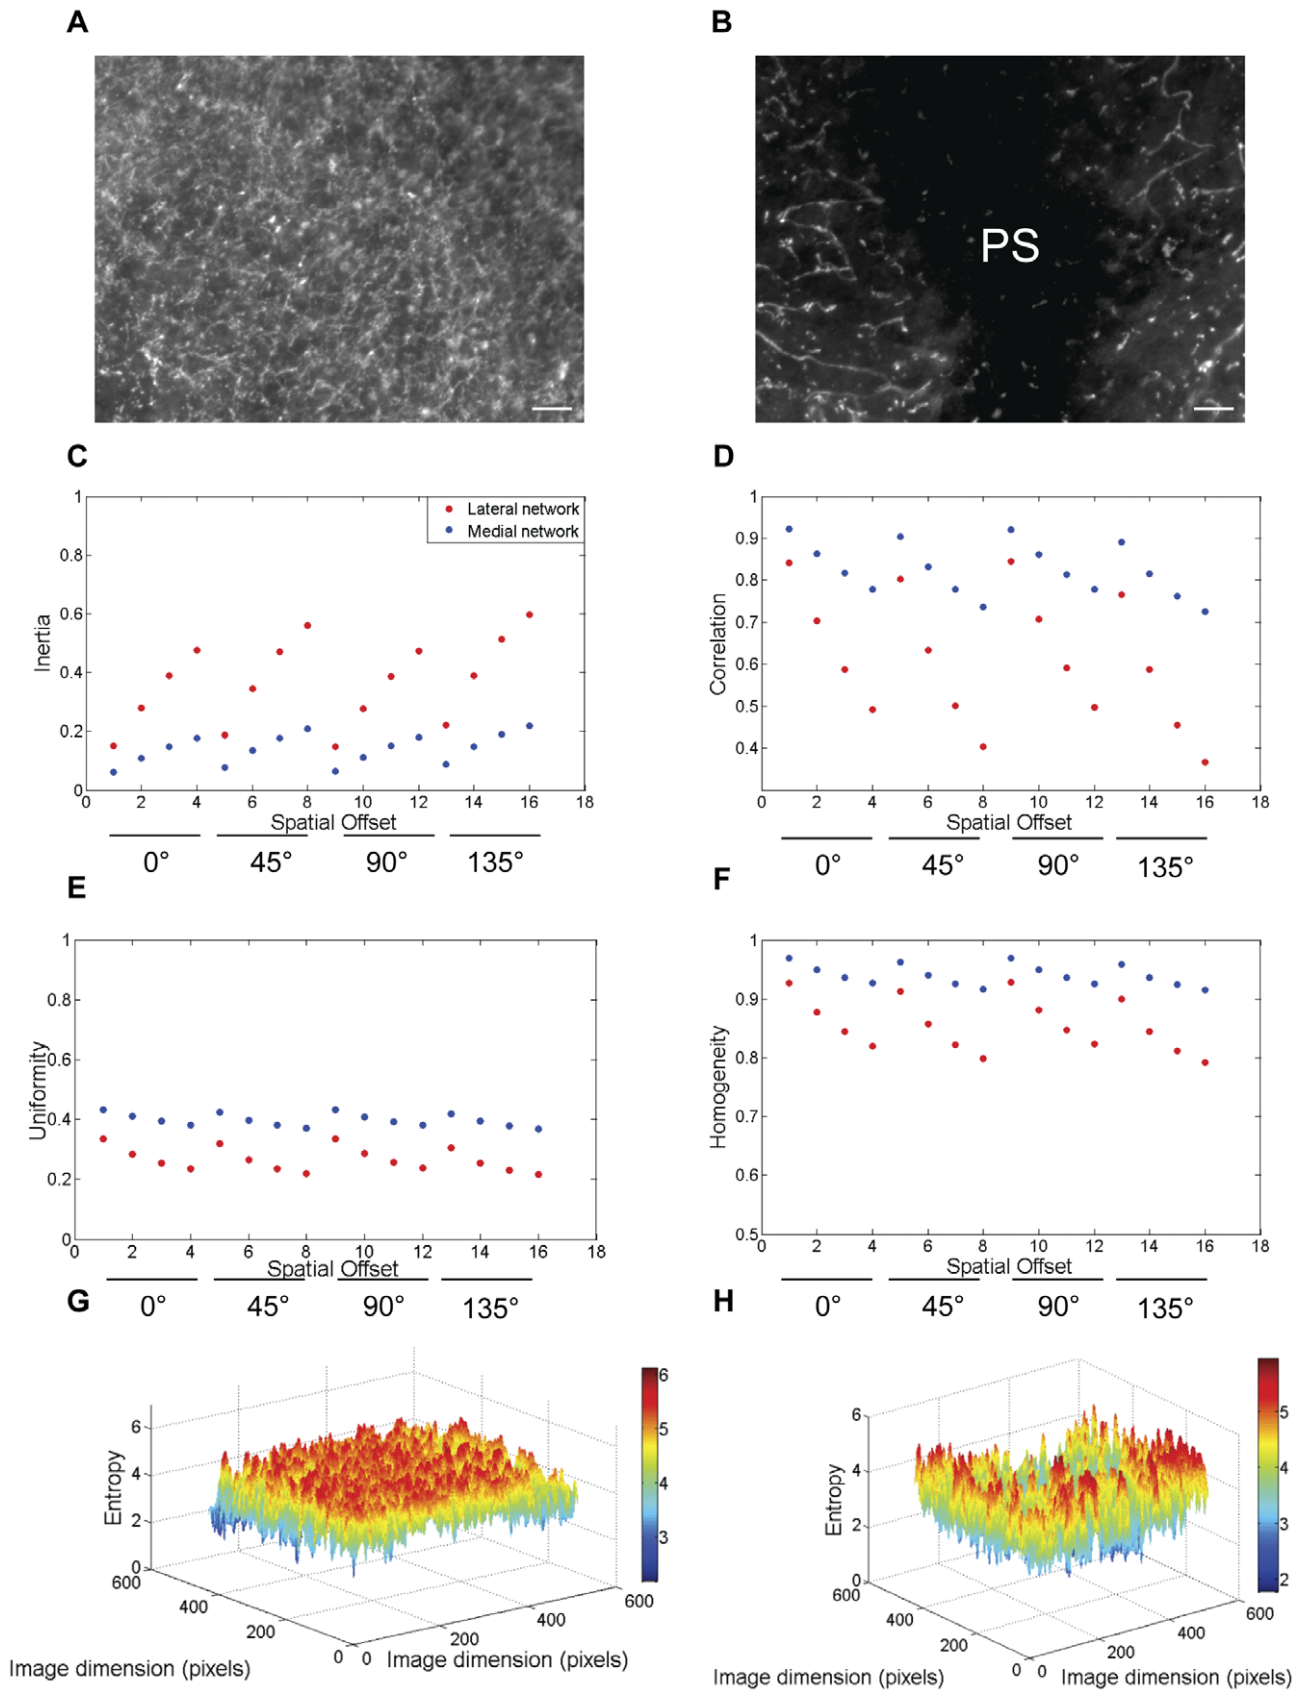 A
B
PS
C
D
1
0.8
0.6
0.4
0.2
0
Inertia
Lateral network
Medial network
0 2 4 6 8 10 12 14 16 18
Spatial Offset
0° 45° 90° 135°
1
0.9
0.8
0.7
0.6
0.5
0.4
Correlation
0 2 4 6 8 10 12 14 16 18
Spatial Offset
0° 45° 90° 135°
E
F
1
0.8
0.6
0.4
0.2
0
Uniformity
0 2 4 6 8 10 12 14 16 18
Spatial Offset
0° 45° 90° 135°
1
0.9
0.8
0.7
0.6
0.5
Homogeneity
0 2 4 6 8 10 12 14 16 18
Spatial Offset
0° 45° 90° 135°
G
H
6
4
2
0
Entropy
600
400
200
0
0
200
400
600
Image dimension (pixels)
Image dimension (pixels)
6
5
4
3
6
4
2
0
Entropy
600
400
200
0
0
200
400
600
Image dimension (pixels)
Image dimension (pixels)
5
4
3
2